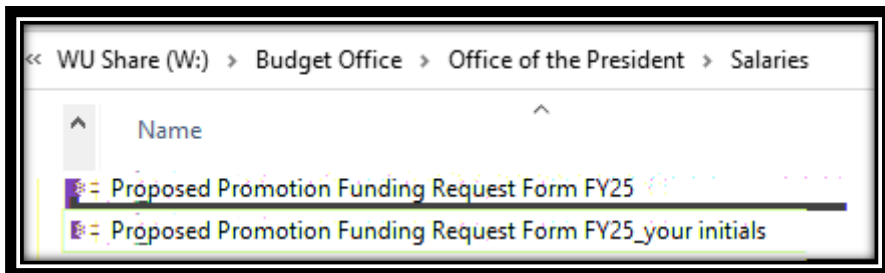 « WU Share (W:) > Budget Office > Office of the President > Salaries
Name
Proposed Promotion Funding Request Form FY25
Proposed Promotion Funding Request Form FY25_your initials